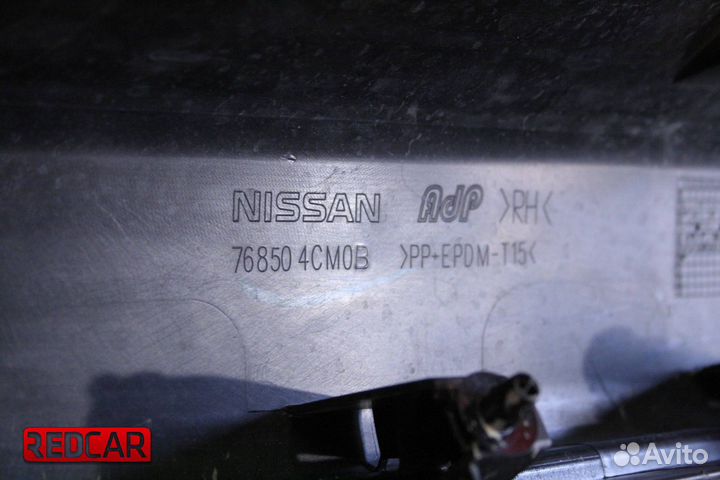 NISSAN AdP >RH<
76850 4CM0B >PP+EPDM-T15<
REDCAR
Avito